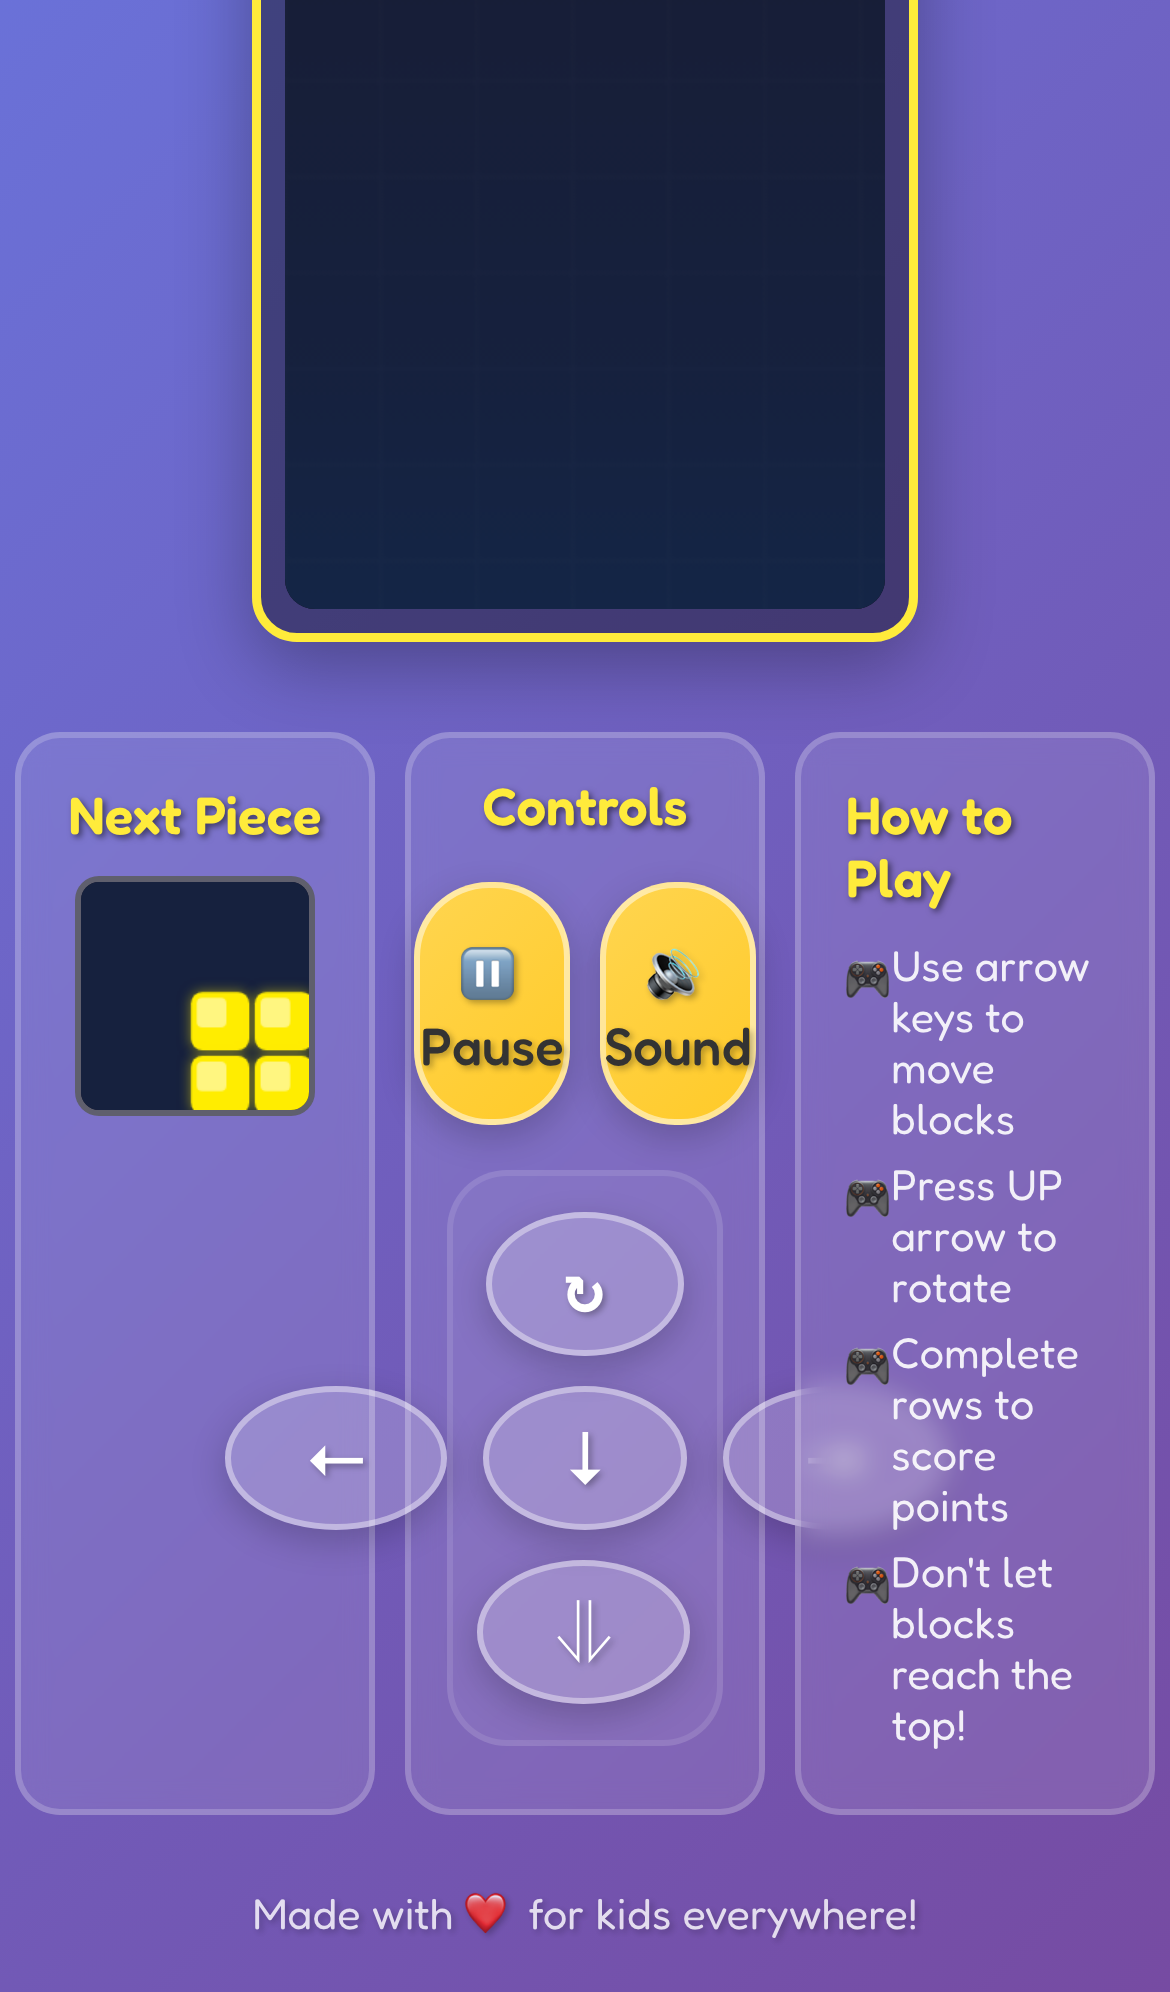 Next Piece
Controls
Pause
Sound
How to
Play
Use arrow
keys to
move
blocks
Press UP
arrow to
rotate
Complete
rows to
score
points
Don't let
blocks
reach the
top!
Made with ❤️ for kids everywhere!